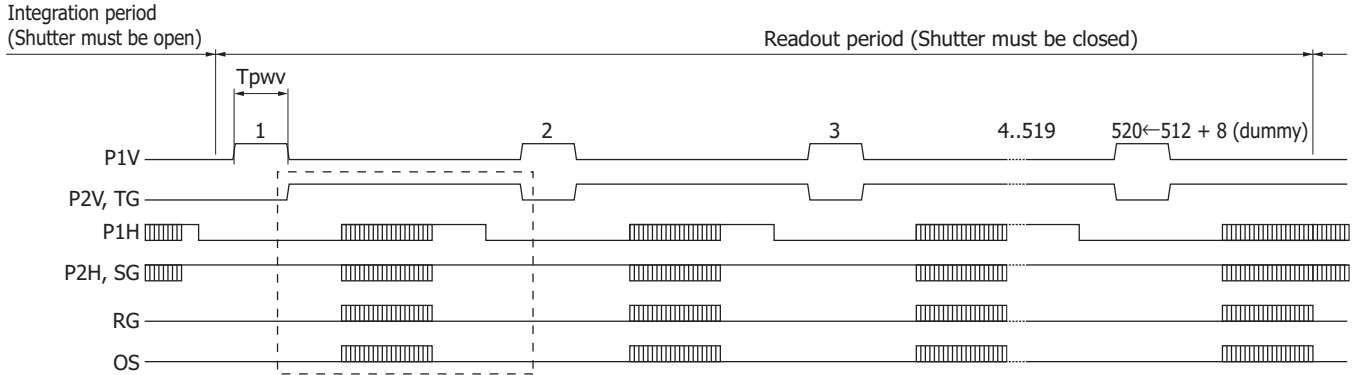 Integration period
(Shutter must be open)
Readout period (Shutter must be closed)
Tpwv
1
2
3
4..519
520←512 + 8 (dummy)
P1V
P2V, TG
P1H
P2H, SG
RG
OS